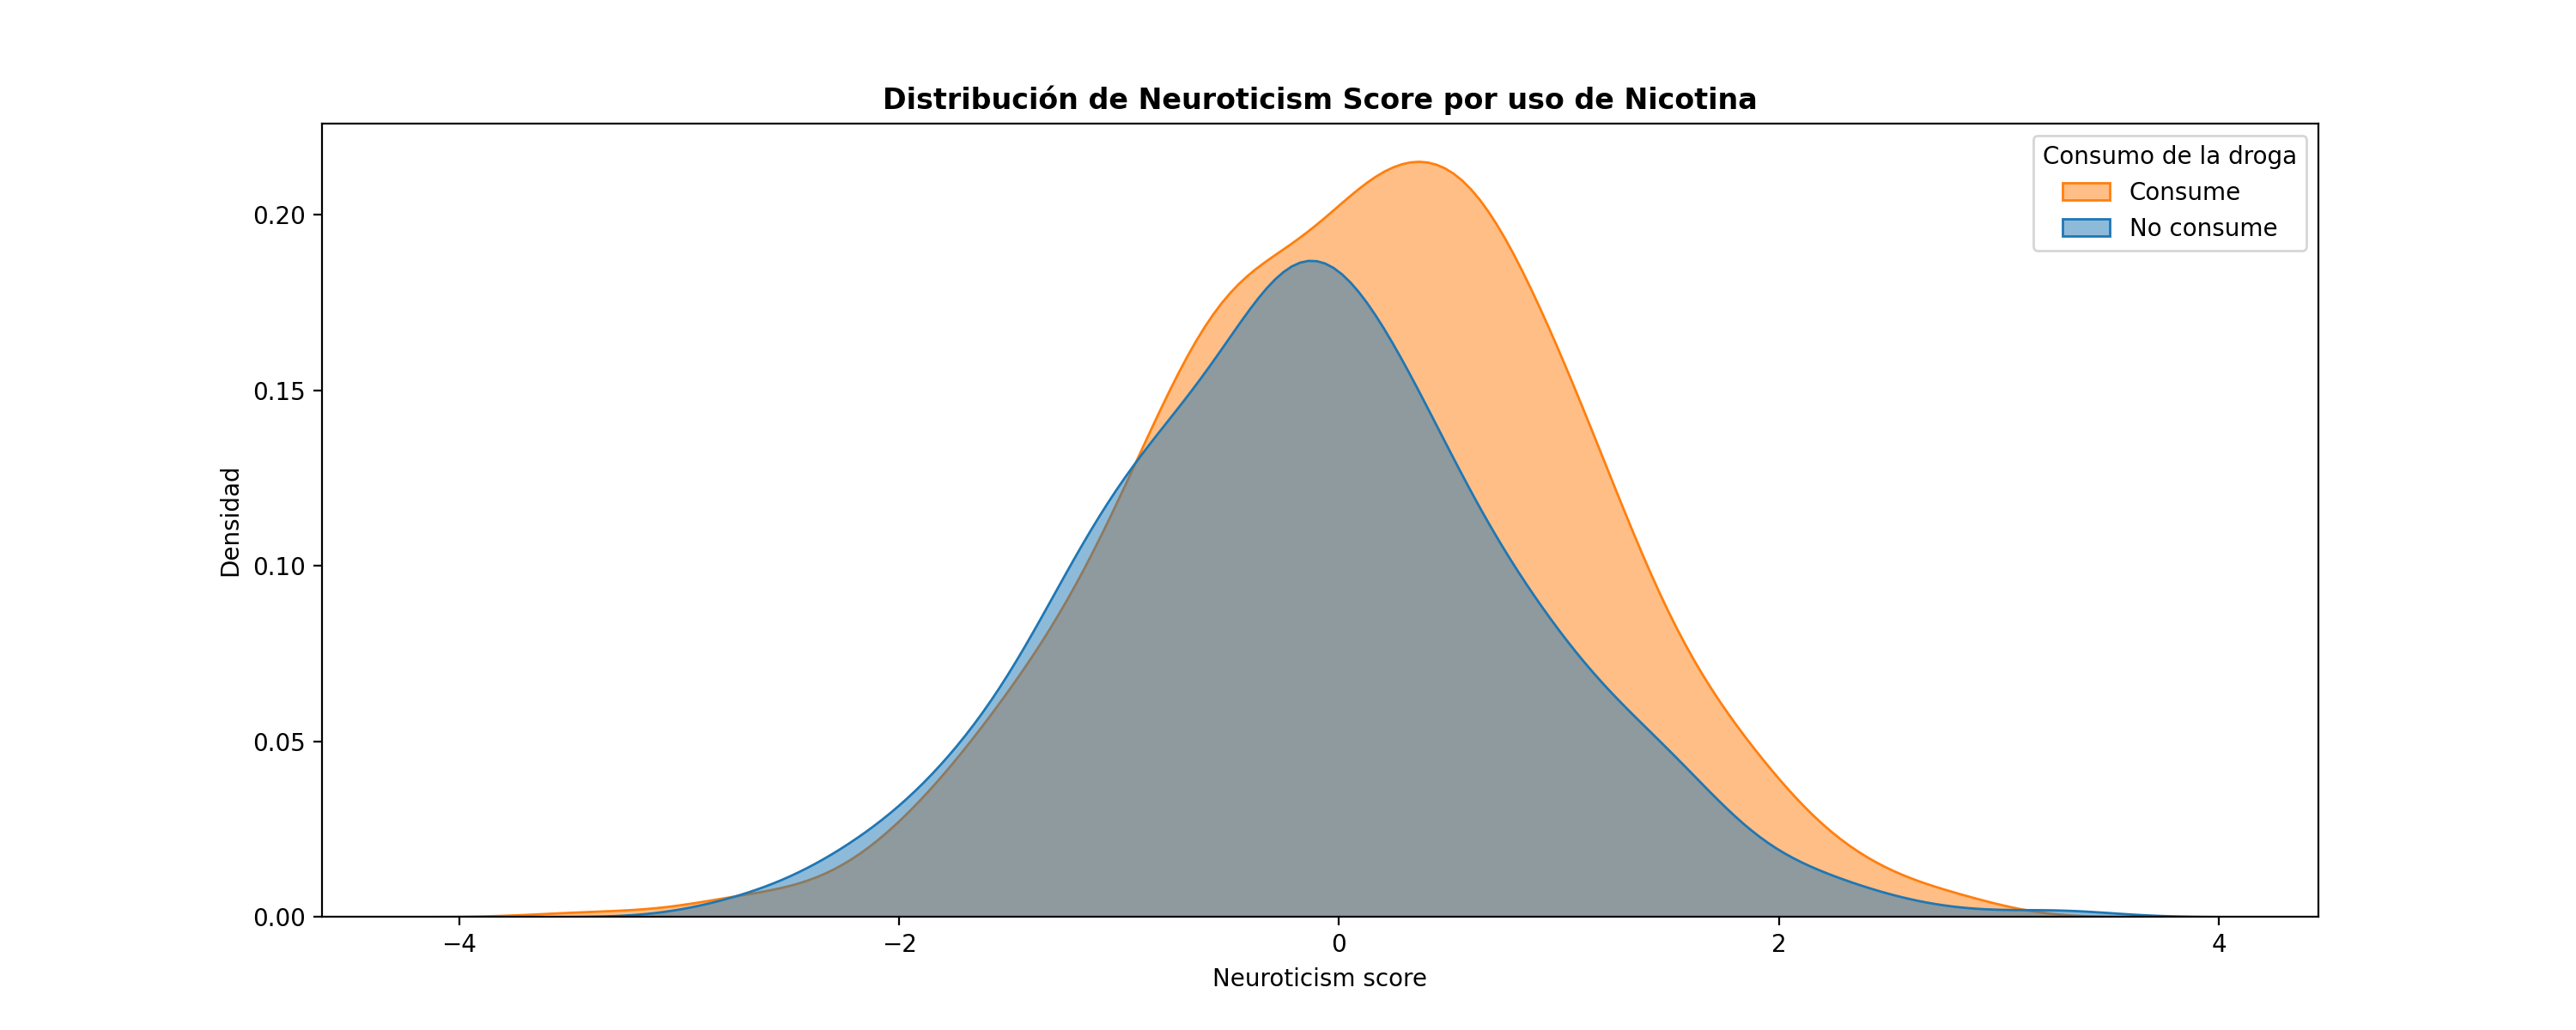 Distribución de Neuroticism Score por uso de Nicotina
Consumo de la droga
Consume
No consume
Densidad
0.20
0.15
0.10
0.05
0.00
−4
−2
0
2
4
Neuroticism score